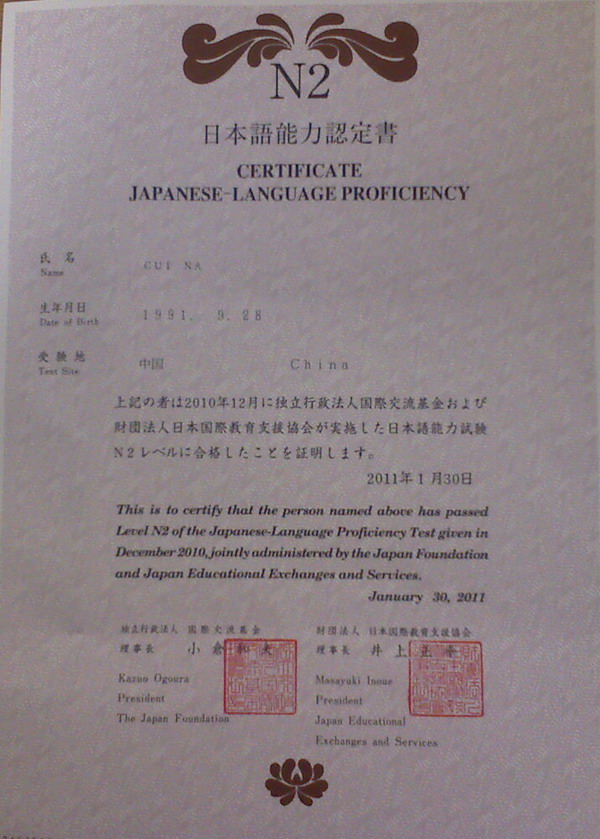 N2
日本語能力認定書
CERTIFICATE
JAPANESE-LANGUAGE PROFICIENCY
氏名
Name
CUI NA
生年月日
Date of Birth
1991. 9. 28
受験地
Test Site
中国 China
上記の者は2010年12月に独立行政法人国際交流基金および
財団法人日本国際教育支援協会が実施した日本語能力試験
N2レベルに合格したことを証明します。
2011年1月30日
This is to certify that the person named above has passed
Level N2 of the Japanese-Language Proficiency Test given in
December 2010, jointly administered by the Japan Foundation
and Japan Educational Exchanges and Services.
January 30, 2011
独立行政法人 国際交流基金
理事長 小倉和夫
Kazuo Ogoura
President
The Japan Foundation
財団法人 日本国際教育支援協会
理事長 井上正
Masayuki Inoue
President
Japan Educational
Exchanges and Services